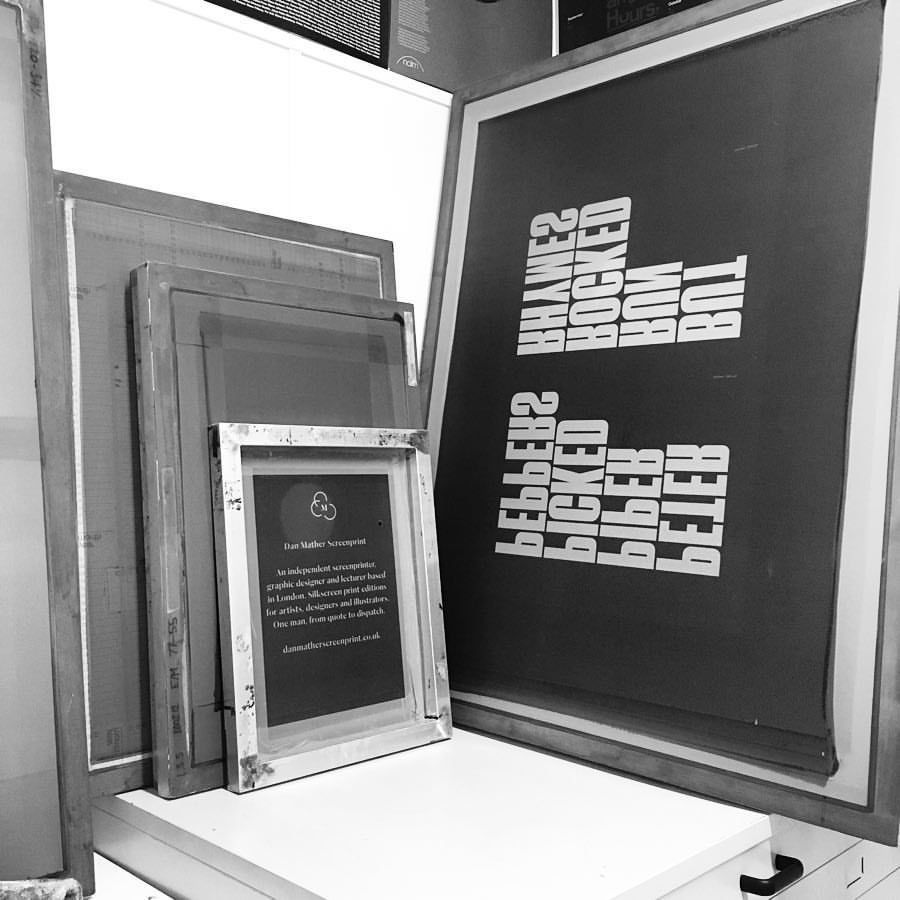 Hours.
PETER
PIPER
PICKED
PEPPERS
BUT
RUN
ROCKED
RHYMES
M
Dan Mather Screenprint
An independent screenprinter,
graphic designer and lecturer based
in London. Silkscreen print editions
for artists, designers and illustrators.
One man, from quote to dispatch.
danmatherscreenprint.co.uk